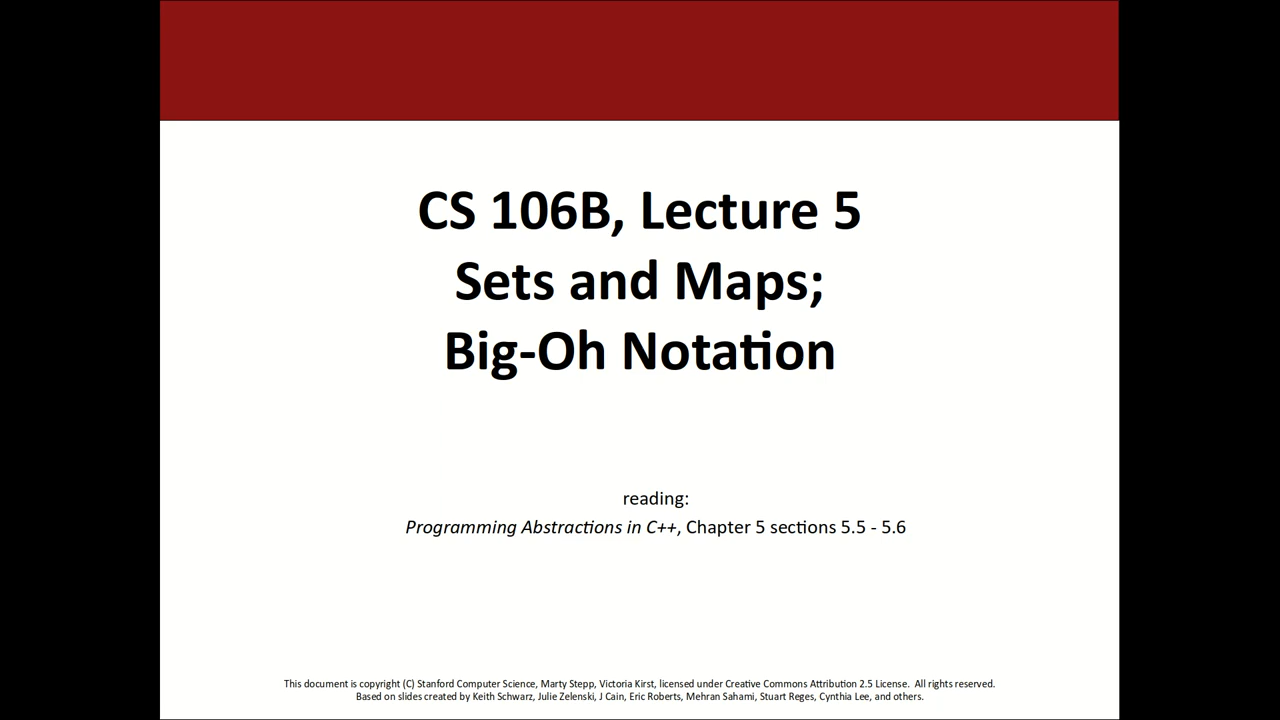 CS 106B, Lecture 5
Sets and Maps;
Big-Oh Notation
reading:
Programming Abstractions in C++, Chapter 5 sections 5.5 - 5.6
This document is copyright (C) Stanford Computer Science, Marty Stepp, Victoria Kirst, licensed under Creative Commons Attribution 2.5 License.  All rights reserved.
Based on slides created by Keith Schwarz, Julie Zelenski, J Cain, Eric Roberts, Mehran Sahami, Stuart Reges, Cynthia Lee, and others.